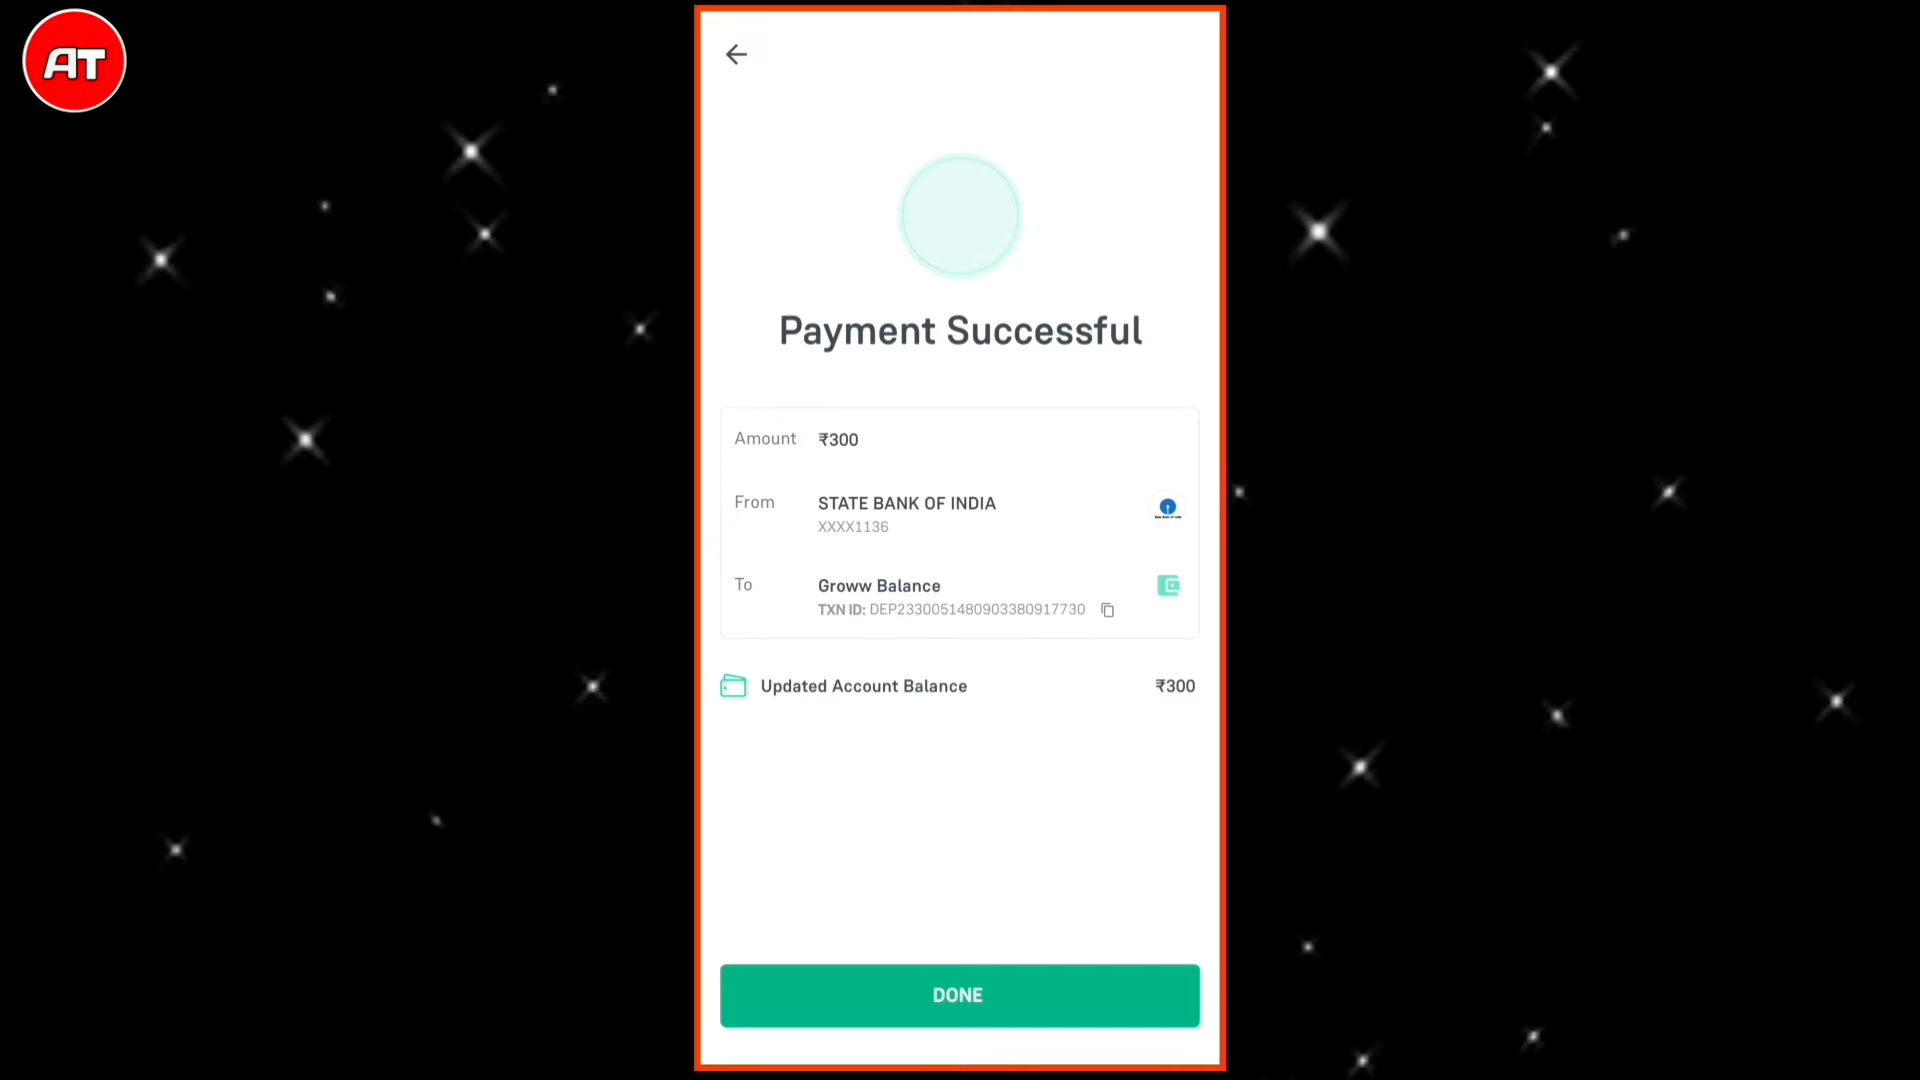 AT
Payment Successful
Amount ₹300
From STATE BANK OF INDIA
XXXX1136
To Groww Balance
TXN ID: DEP2330051480903380917730
Updated Account Balance ₹300
DONE